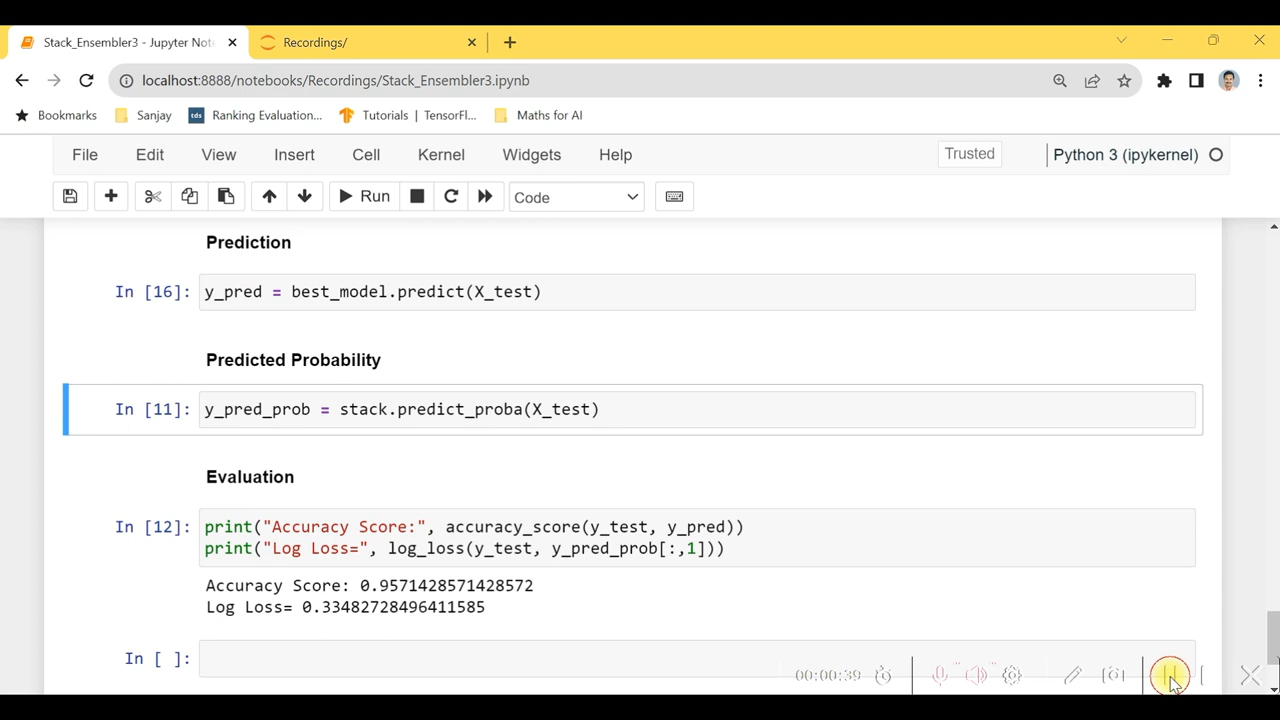 Stack_Ensembler3 - Jupyter Not
Recordings/
localhost:8888/notebooks/Recordings/Stack_Ensembler3.ipynb
Bookmarks Sanjay tds Ranking Evaluation... Tutorials | TensorFl... Maths for AI
File Edit View Insert Cell Kernel Widgets Help Trusted Python 3 (ipykernel)
Run Code
Prediction
In [16]: y_pred = best_model.predict(X_test)
Predicted Probability
In [11]: y_pred_prob = stack.predict_proba(X_test)
Evaluation
In [12]: print("Accuracy Score:", accuracy_score(y_test, y_pred))
print("Log Loss=", log_loss(y_test, y_pred_prob[:,1]))
Accuracy Score: 0.9571428571428572
Log Loss= 0.33482728496411585
In [ ]:
00:00:39